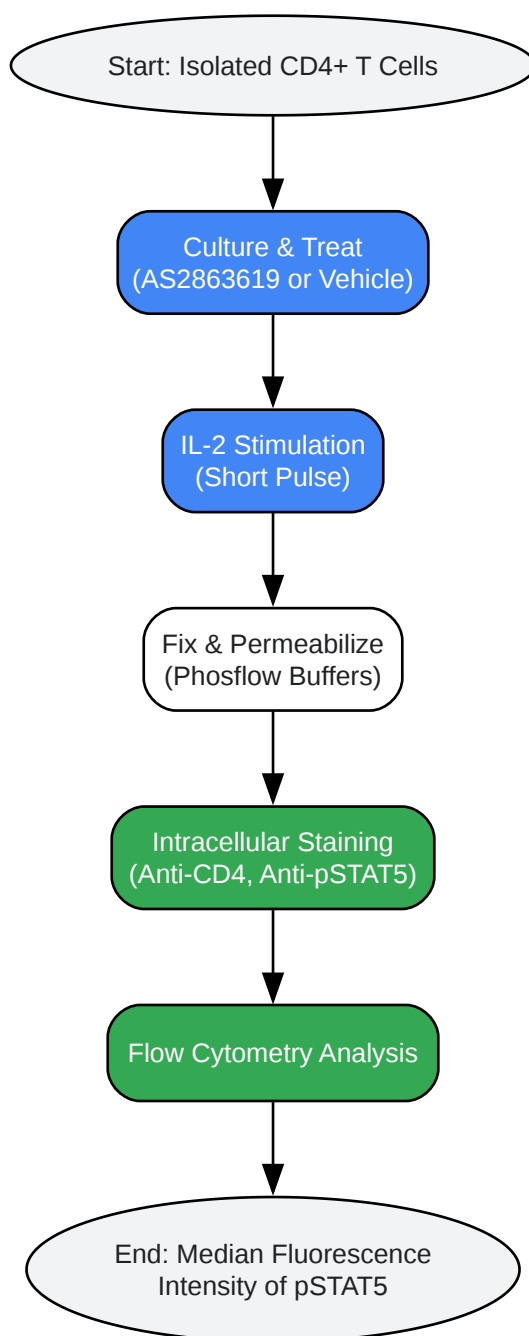 Start: Isolated CD4+ T Cells
Culture & Treat
(AS2863619 or Vehicle)
IL-2 Stimulation
(Short Pulse)
Fix & Permeabilize
(Phosflow Buffers)
Intracellular Staining
(Anti-CD4, Anti-pSTAT5)
Flow Cytometry Analysis
End: Median Fluorescence
Intensity of pSTAT5